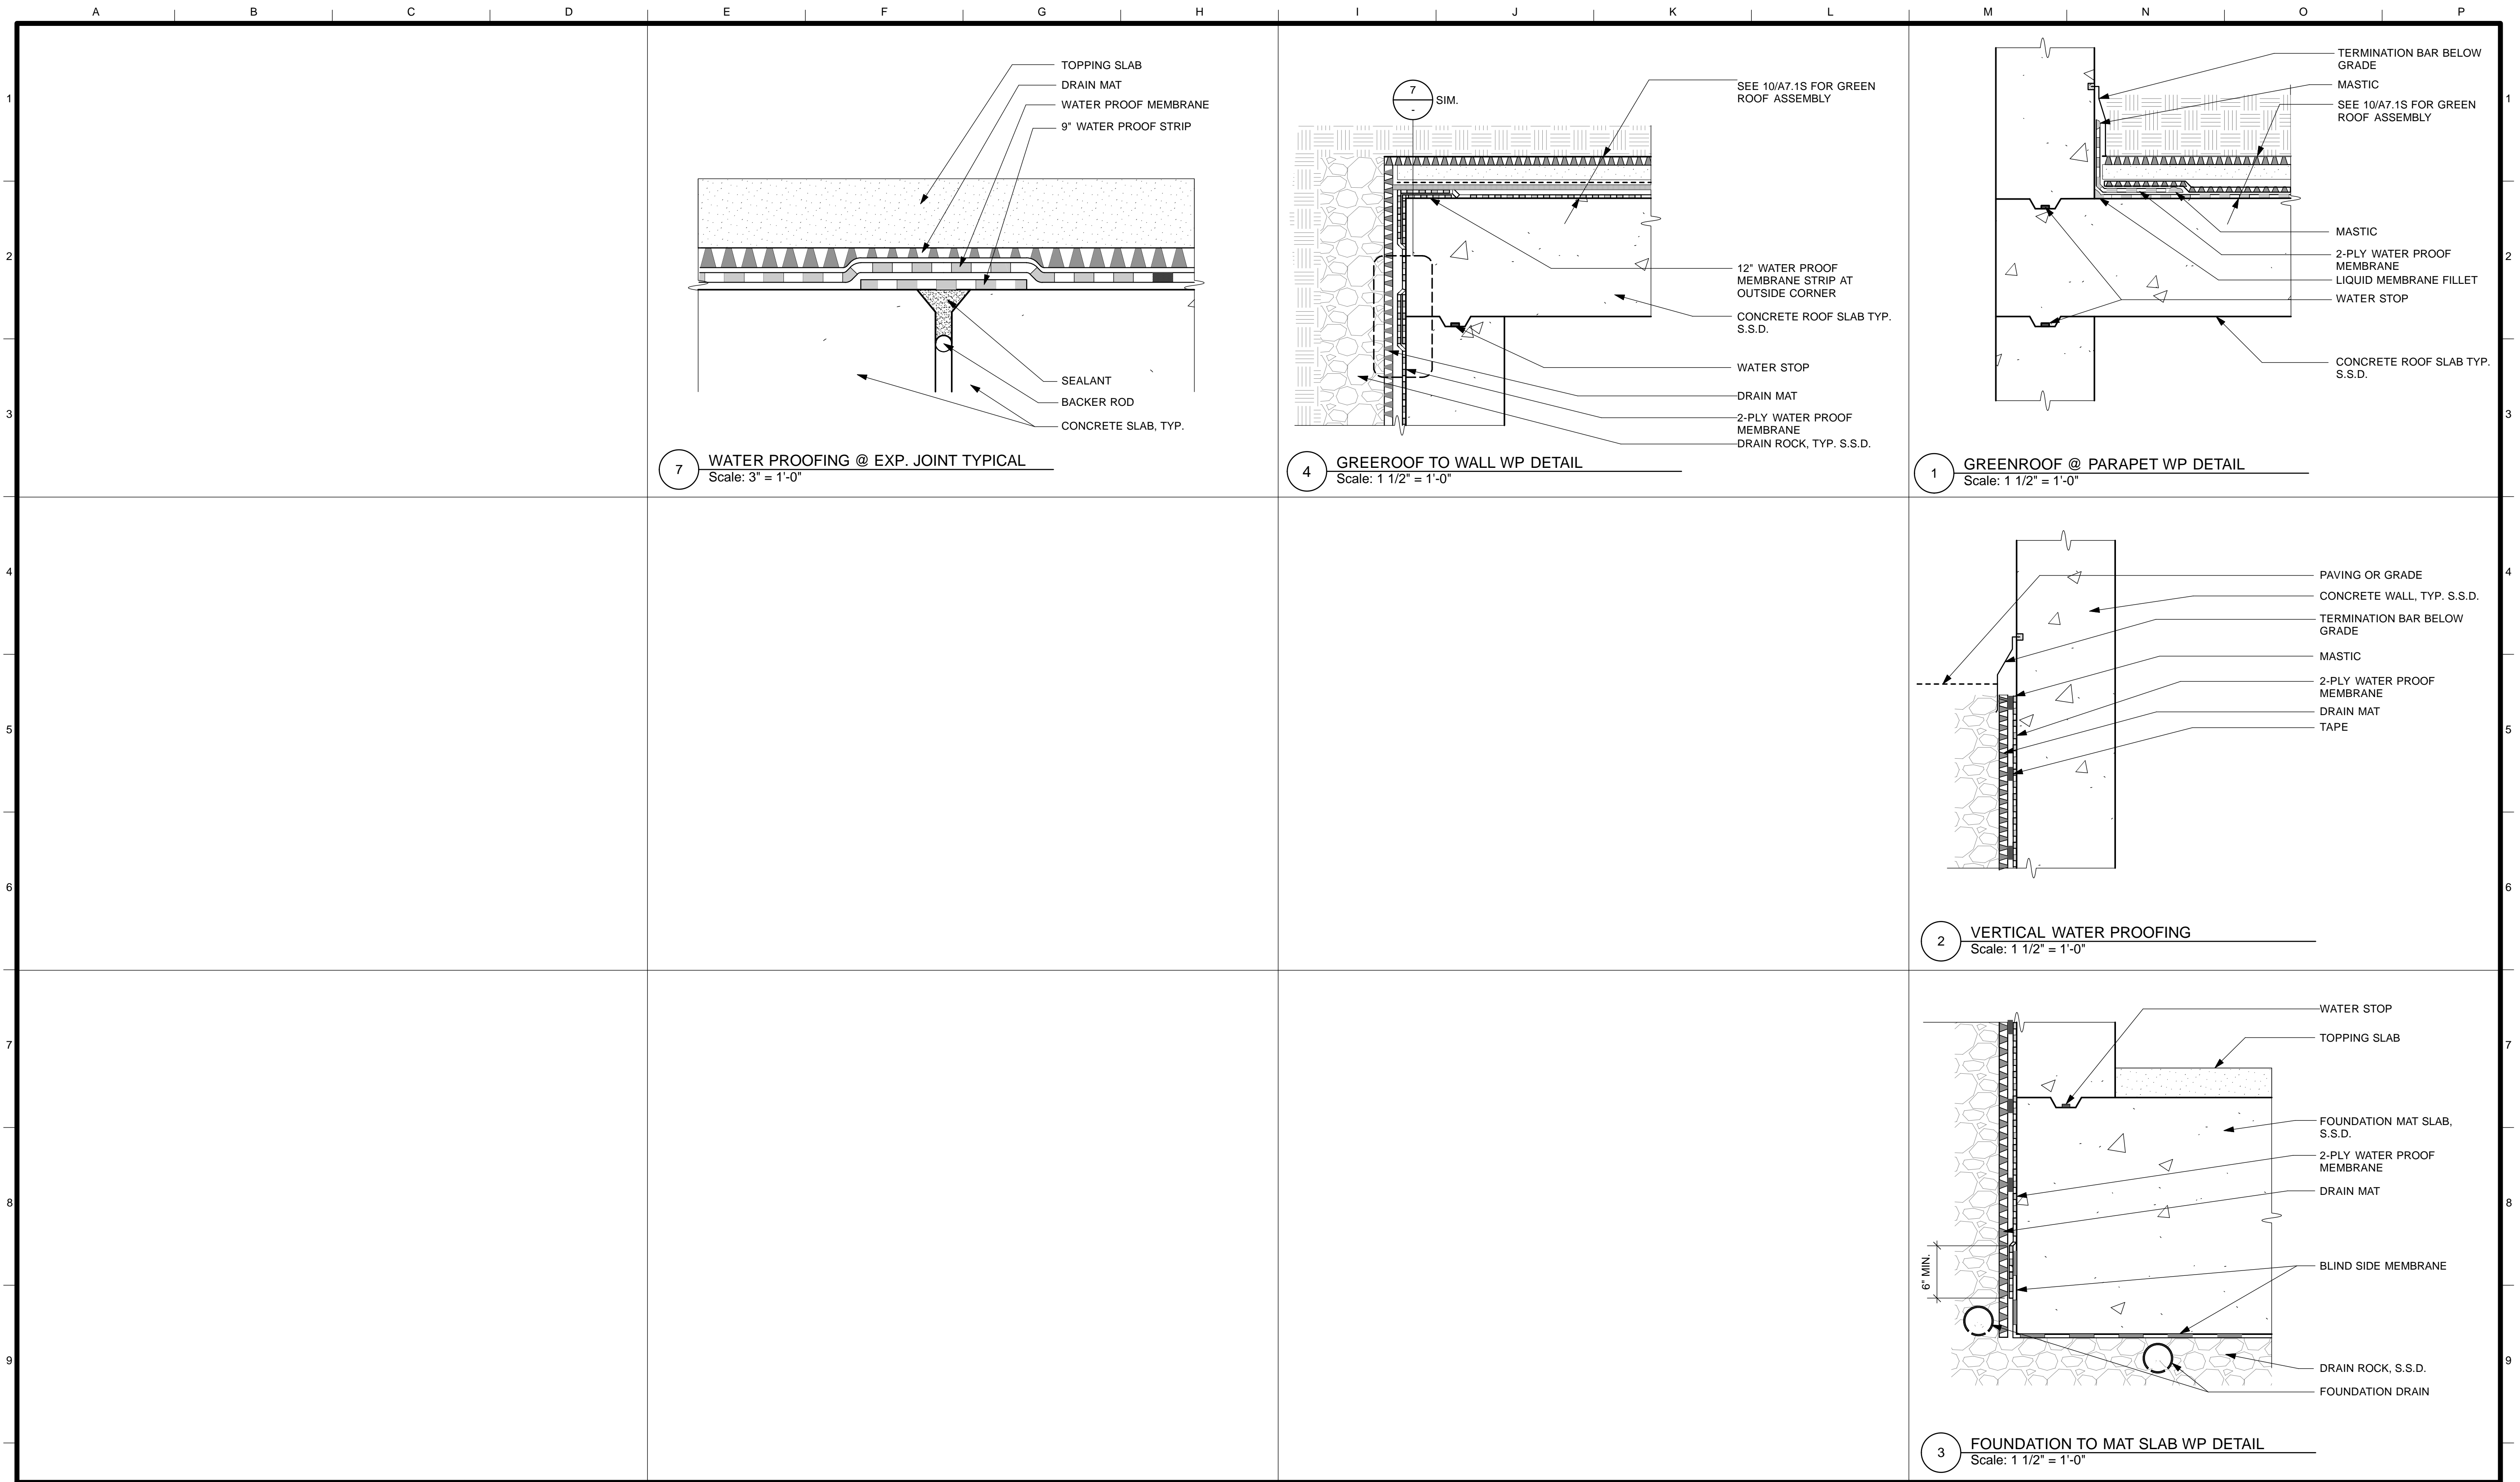 A B C D E F G H I J K L M N O P
1
2
3
4
5
6
7
8
9
TOPPING SLAB
DRAIN MAT
WATER PROOF MEMBRANE
9" WATER PROOF STRIP
SEALANT
BACKER ROD
CONCRETE SLAB, TYP.
7
WATER PROOFING @ EXP. JOINT TYPICAL
Scale: 3" = 1'-0"
7
-
SIM.
SEE 10/A7.1S FOR GREEN
ROOF ASSEMBLY
12" WATER PROOF
MEMBRANE STRIP AT
OUTSIDE CORNER
CONCRETE ROOF SLAB TYP.
S.S.D.
WATER STOP
DRAIN MAT
2-PLY WATER PROOF
MEMBRANE
DRAIN ROCK, TYP. S.S.D.
4
GREEROOF TO WALL WP DETAIL
Scale: 1 1/2" = 1'-0"
TERMINATION BAR BELOW
GRADE
MASTIC
SEE 10/A7.1S FOR GREEN
ROOF ASSEMBLY
MASTIC
2-PLY WATER PROOF
MEMBRANE
LIQUID MEMBRANE FILLET
WATER STOP
CONCRETE ROOF SLAB TYP.
S.S.D.
1
GREENROOF @ PARAPET WP DETAIL
Scale: 1 1/2" = 1'-0"
PAVING OR GRADE
CONCRETE WALL, TYP. S.S.D.
TERMINATION BAR BELOW
GRADE
MASTIC
2-PLY WATER PROOF
MEMBRANE
DRAIN MAT
TAPE
2
VERTICAL WATER PROOFING
Scale: 1 1/2" = 1'-0"
WATER STOP
TOPPING SLAB
FOUNDATION MAT SLAB,
S.S.D.
2-PLY WATER PROOF
MEMBRANE
DRAIN MAT
6" MIN.
BLIND SIDE MEMBRANE
DRAIN ROCK, S.S.D.
FOUNDATION DRAIN
3
FOUNDATION TO MAT SLAB WP DETAIL
Scale: 1 1/2" = 1'-0"
1
2
3
4
5
6
7
8
9